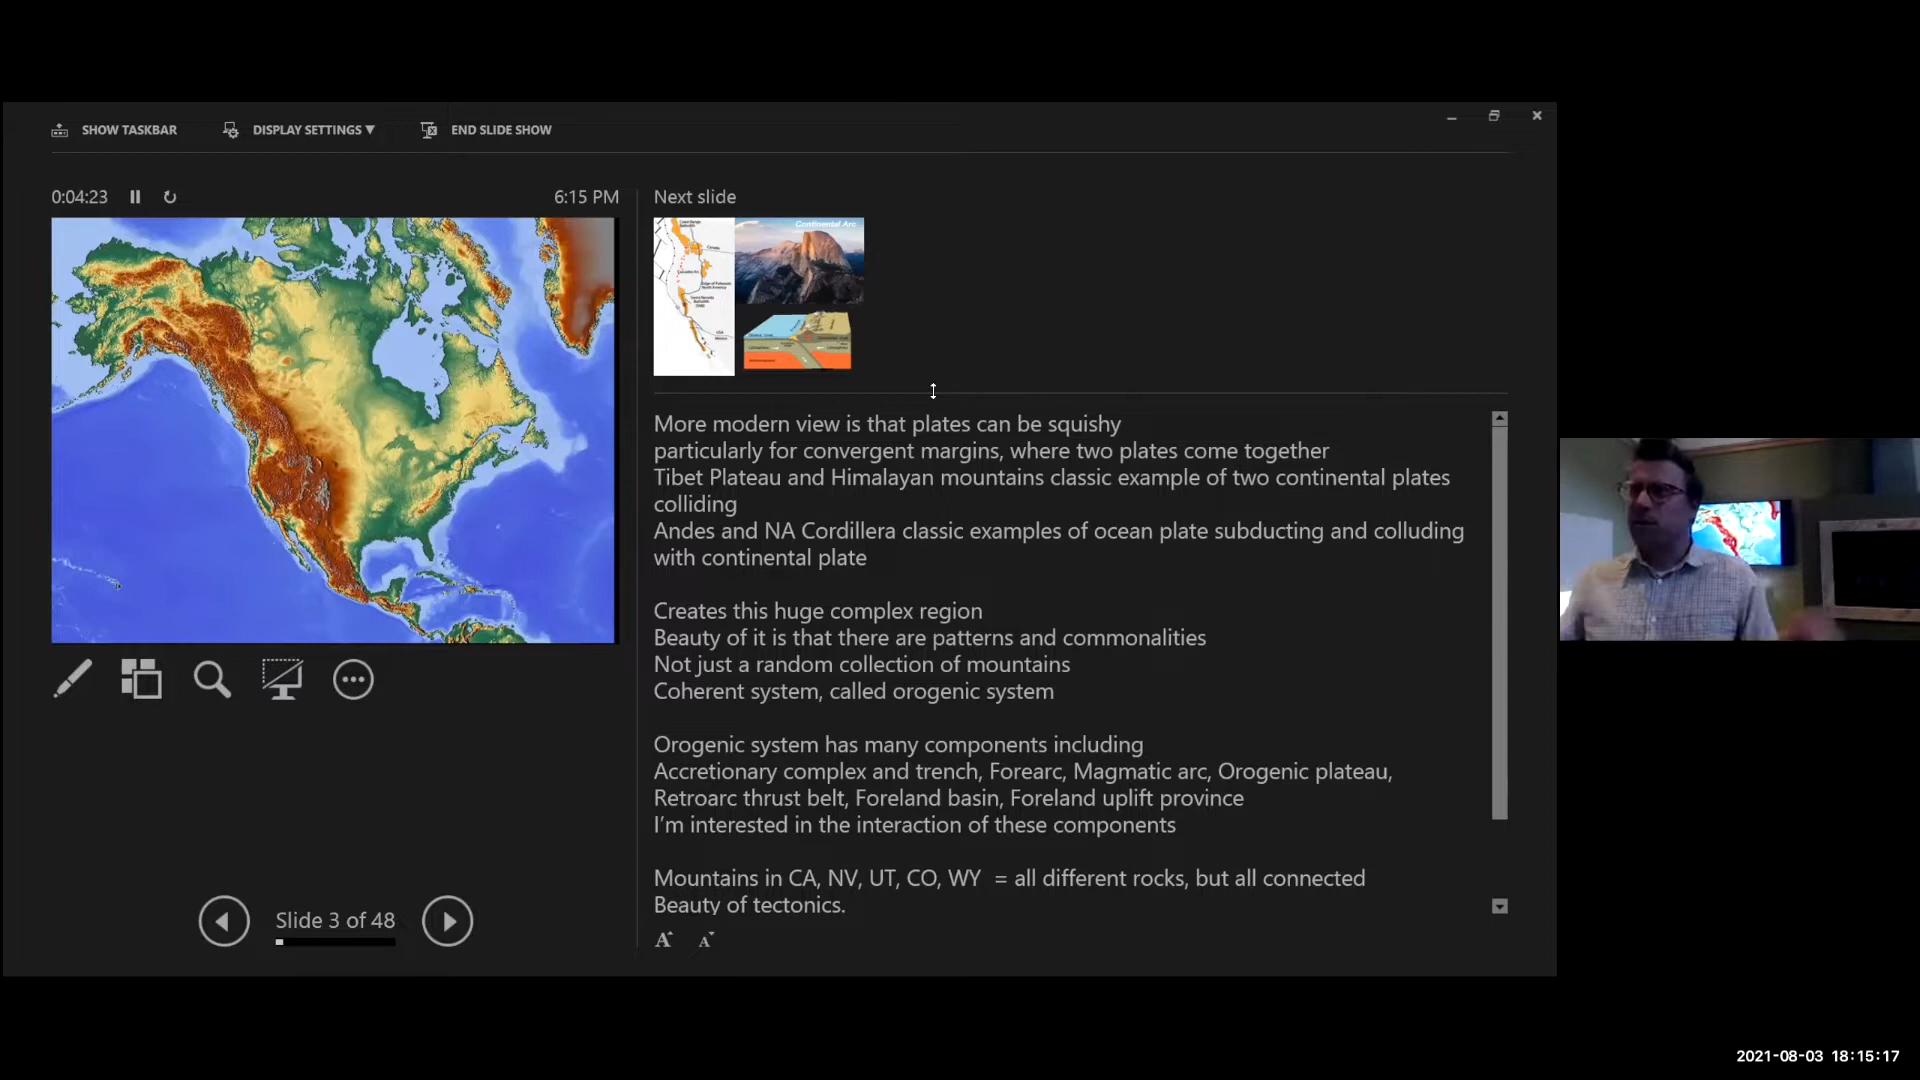 SHOW TASKBAR
DISPLAY SETTINGS ▼
END SLIDE SHOW
0:04:23
6:15 PM
Next slide
Continental Arc
Canada
USA
More modern view is that plates can be squishy
particularly for convergent margins, where two plates come together
Tibet Plateau and Himalayan mountains classic example of two continental plates
colliding
Andes and NA Cordillera classic examples of ocean plate subducting and colluding
with continental plate
Creates this huge complex region
Beauty of it is that there are patterns and commonalities
Not just a random collection of mountains
Coherent system, called orogenic system
Orogenic system has many components including
Accretionary complex and trench, Forearc, Magmatic arc, Orogenic plateau,
Retroarc thrust belt, Foreland basin, Foreland uplift province
I'm interested in the interaction of these components
Mountains in CA, NV, UT, CO, WY = all different rocks, but all connected
Beauty of tectonics.
Slide 3 of 48
A A
2021-08-03 18:15:17